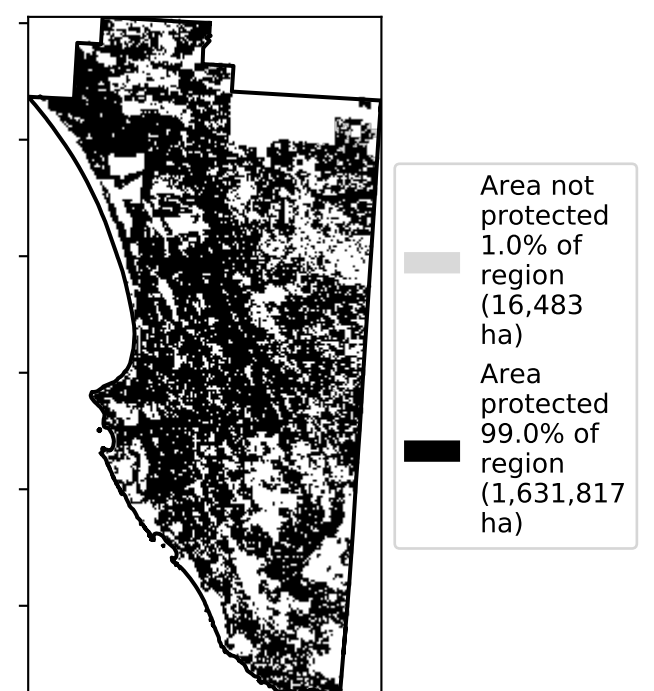 Area not
protected
1.0% of
region
(16,483
ha)
Area
protected
99.0% of
region
(1,631,817
ha)